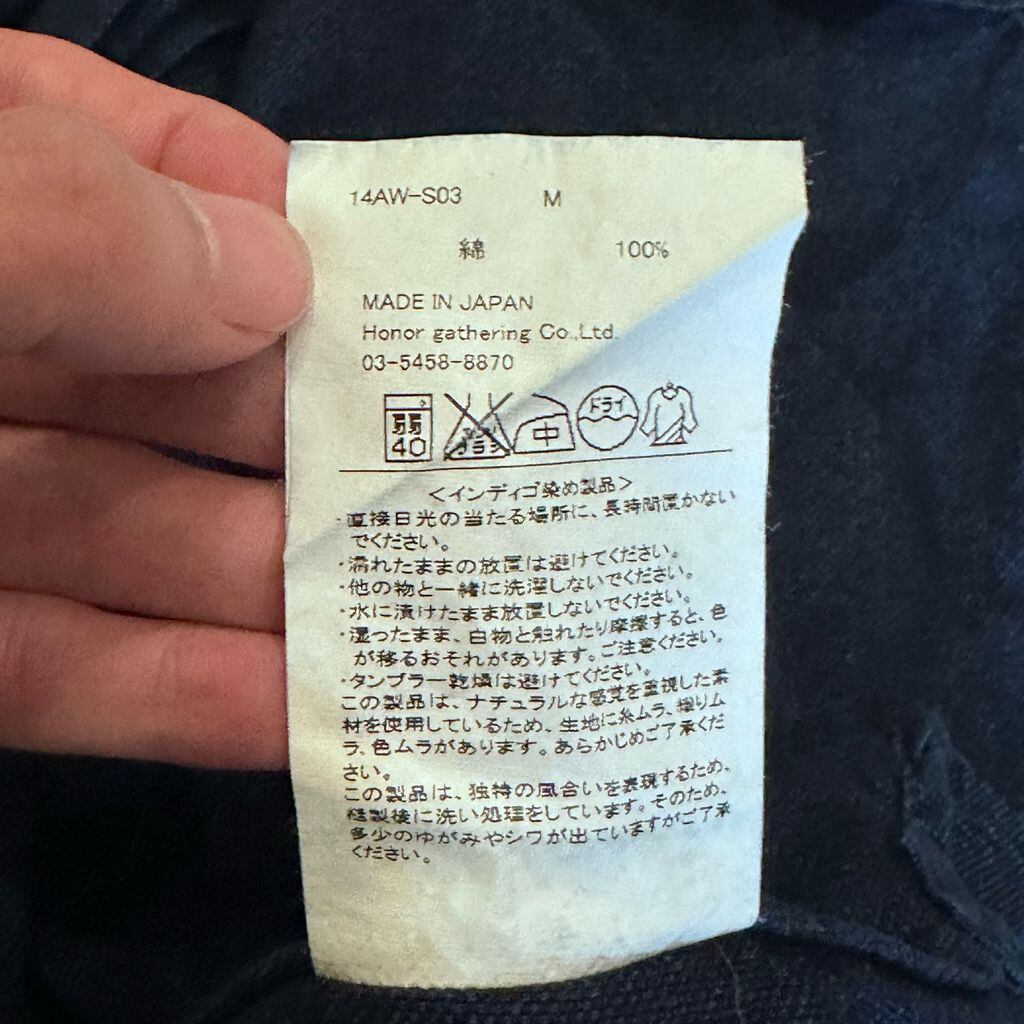 14AW-S03 M
綿 100%
MADE IN JAPAN
Honor gathering Co.,Ltd.
03-5458-8870
弱 40 エンソサラシ 中 ドライ
＜インディゴ染め製品＞
・直接日光の当たる場所に、長時間置かない
でください。
・濡れたままの放置は避けてください。
・他の物と一緒に洗濯しないでください。
・水に漬けたまま放置しないでください。
・湿ったまま、白物と触れたり摩擦すると、色
が移るおそれがあります。ご注意ください。
・タンブラー乾燥は避けてください。
この製品は、ナチュラルな感覚を重視した素
材を使用しているため、生地に糸ムラ、織りム
ラ、色ムラがあります。あらかじめご了承くだ
さい。
この製品は、独特の風合いを表現するため、
縫製後に洗い処理をしています。そのため、
多少のゆがみやシワが出ていますがご了承
ください。